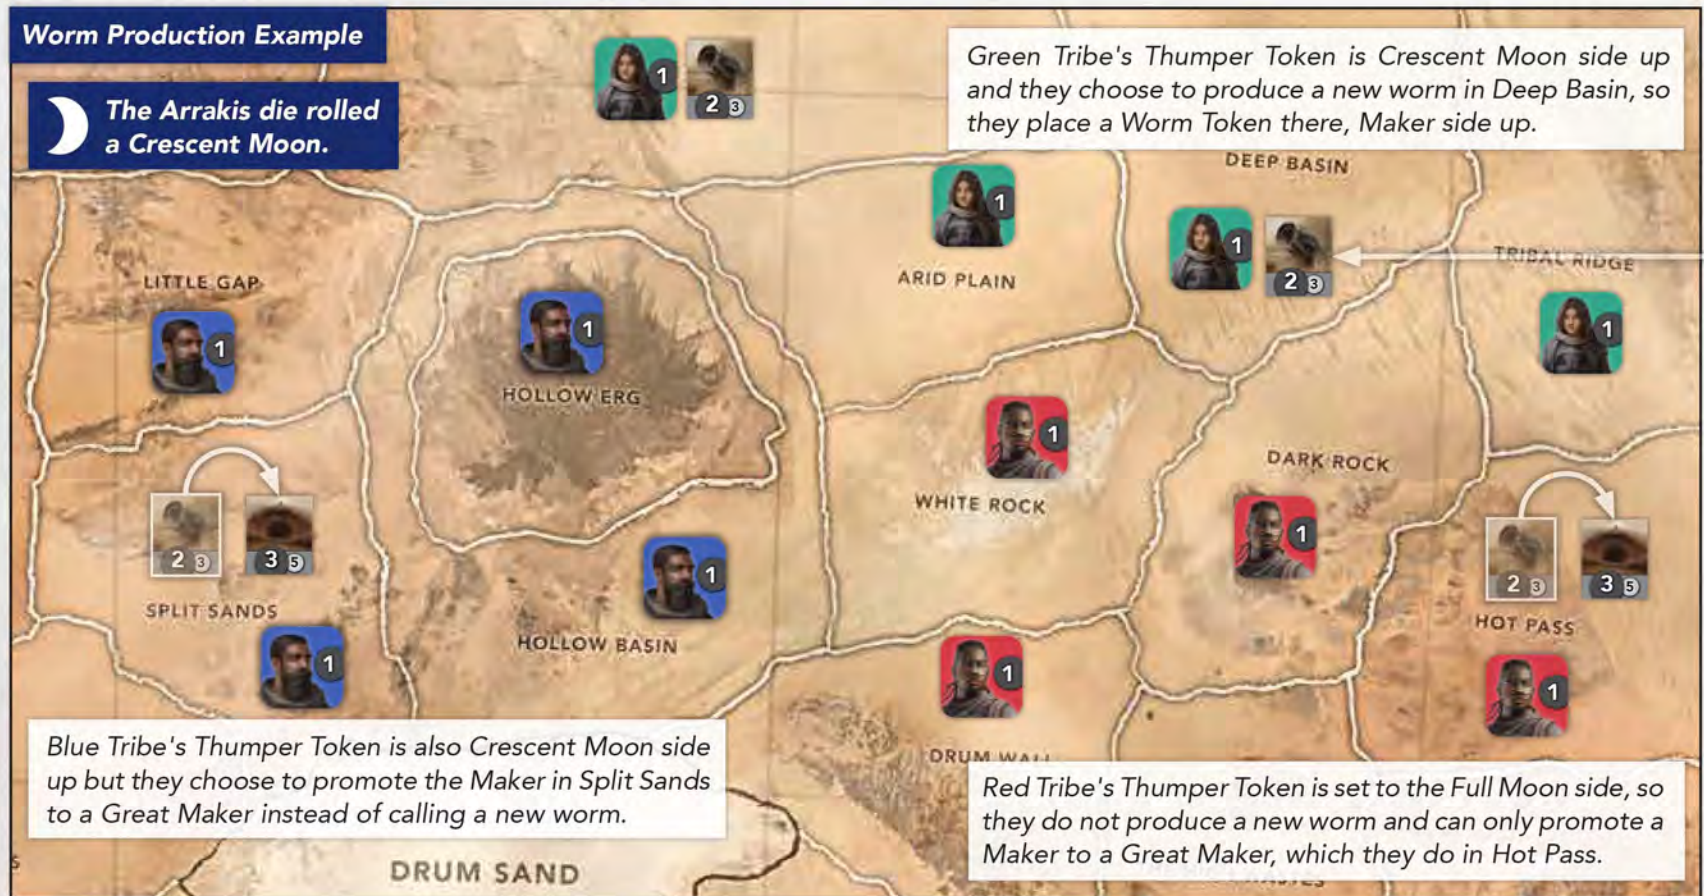 Worm Production Example
The Arrakis die rolled
a Crescent Moon.
1
2 3
Green Tribe's Thumper Token is Crescent Moon side up
and they choose to produce a new worm in Deep Basin, so
they place a Worm Token there, Maker side up.
DEEP BASIN
1
1
2 3
ARID PLAIN
TRIBAL RIDGE
1
LITTLE GAP
1
1
HOLLOW ERG
1
WHITE ROCK
DARK ROCK
1
2 3
3 5
SPLIT SANDS
1
1
HOLLOW BASIN
2 3
3 5
HOT PASS
1
1
DRUM WALL
Blue Tribe's Thumper Token is also Crescent Moon side
up but they choose to promote the Maker in Split Sands
to a Great Maker instead of calling a new worm.
Red Tribe's Thumper Token is set to the Full Moon side, so
they do not produce a new worm and can only promote a
Maker to a Great Maker, which they do in Hot Pass.
DRUM SAND